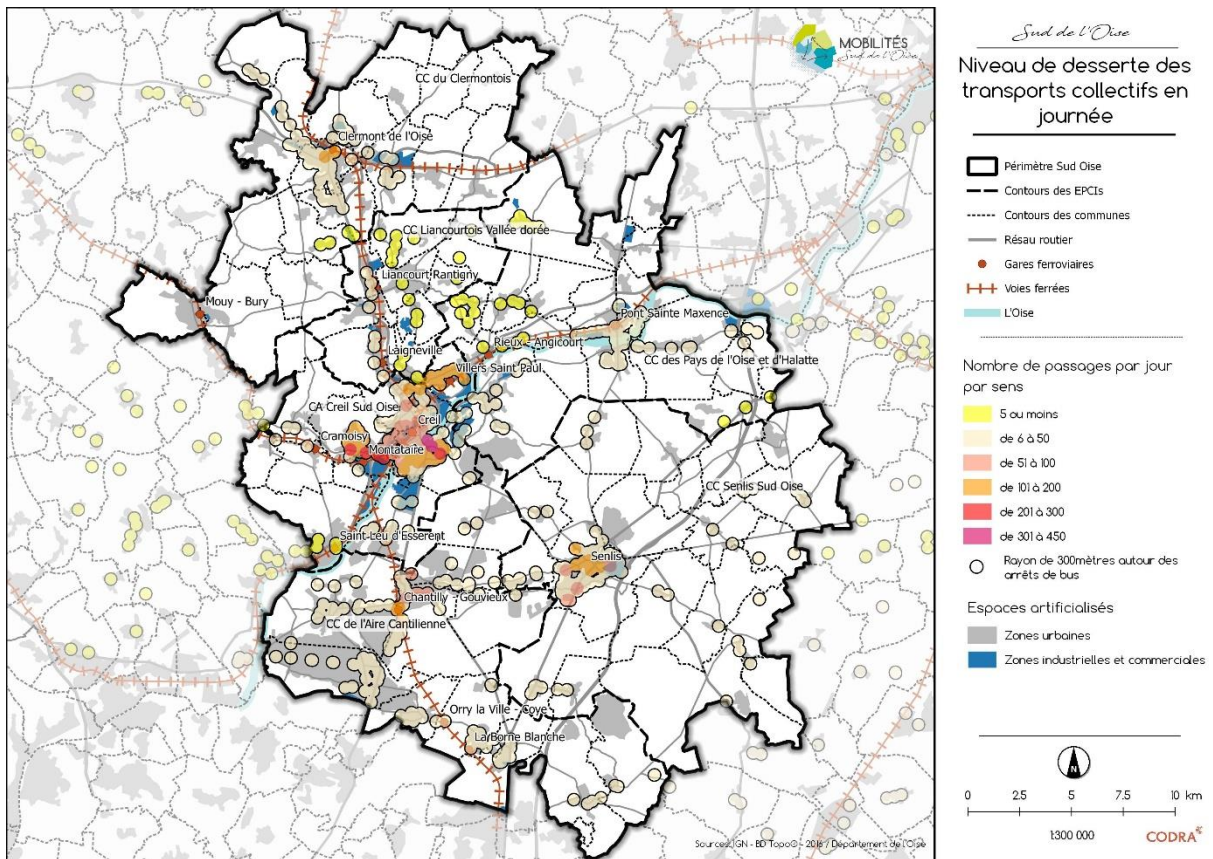 MOBILITÉS
Sud de l'Oise
CC du Clermontois
Clermont de l'Oise
CC Liancourtois Vallée dorée
Liancourt Rantigny
Mouy - Bury
Pont Sainte Maxence
Rieux - Angicourt
Laigneville
CC des Pays de l'Oise et d'Halatte
Villers Saint Paul
CA Creil Sud Oise
Creil
Cramoisy
Montataire
CC Senlis Sud Oise
Saint Leu d'Esserent
Senlis
Chantilly - Gouvieux
CC de l'Aire Cantilienne
Orry la Ville - Coye
La Borne Blanche
Sources: IGN - BD Topo® - 2016 / Département de l'Oise
Sud de l'Oise
Niveau de desserte des
transports collectifs en
journée
Périmètre Sud Oise
Contours des EPCIs
Contours des communes
Résau routier
Gares ferroviaires
Voies ferrées
L'Oise
Nombre de passages par jour
par sens
5 ou moins
de 6 à 50
de 51 à 100
de 101 à 200
de 201 à 300
de 301 à 450
Rayon de 300mètres autour des
arrêts de bus
Espaces artificialisés
Zones urbaines
Zones industrielles et commerciales
N
0 2.5 5 7.5 10 km
1:300 000
CODRA